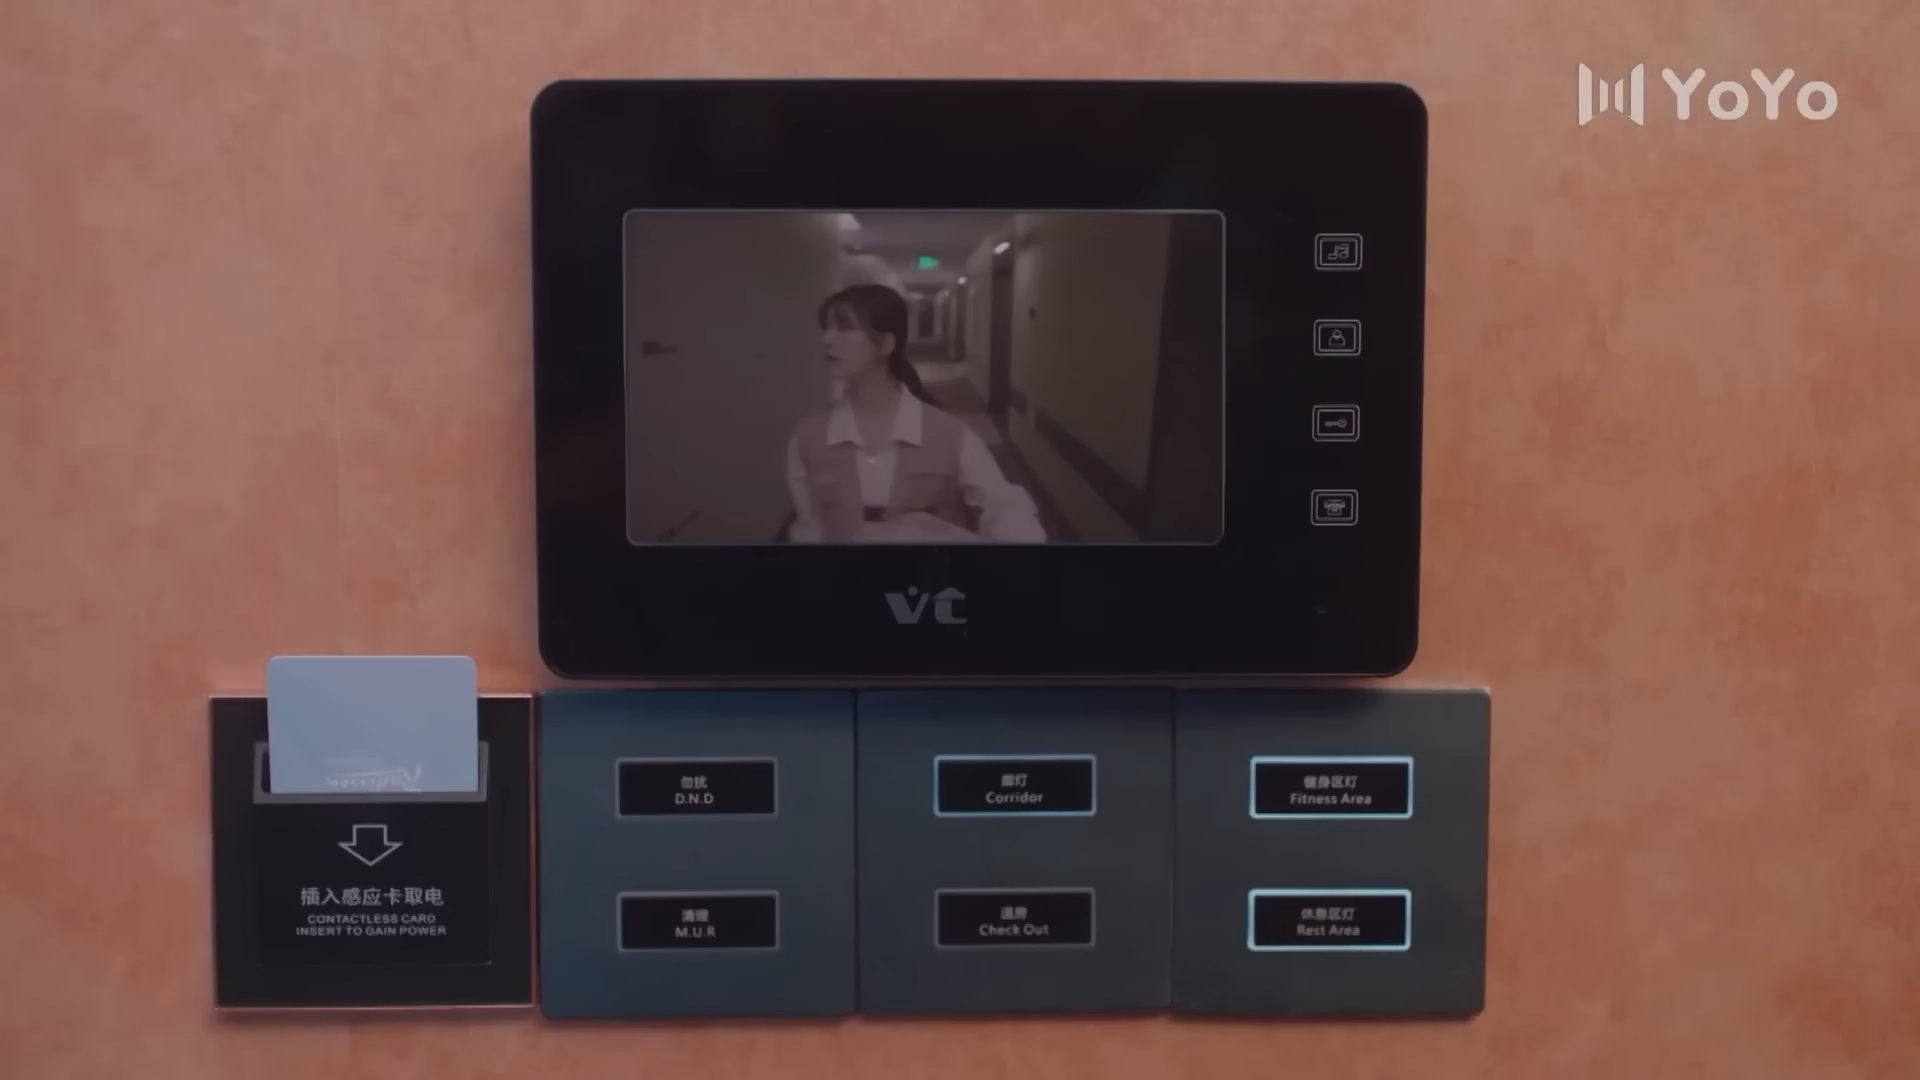 YoYo
vt
勿扰
D.N.D
廊灯
Corridor
健身区灯
Fitness Area
清理
M.U.R
退房
Check Out
休息区灯
Rest Area
插入感应卡取电
CONTACTLESS CARD
INSERT TO GAIN POWER